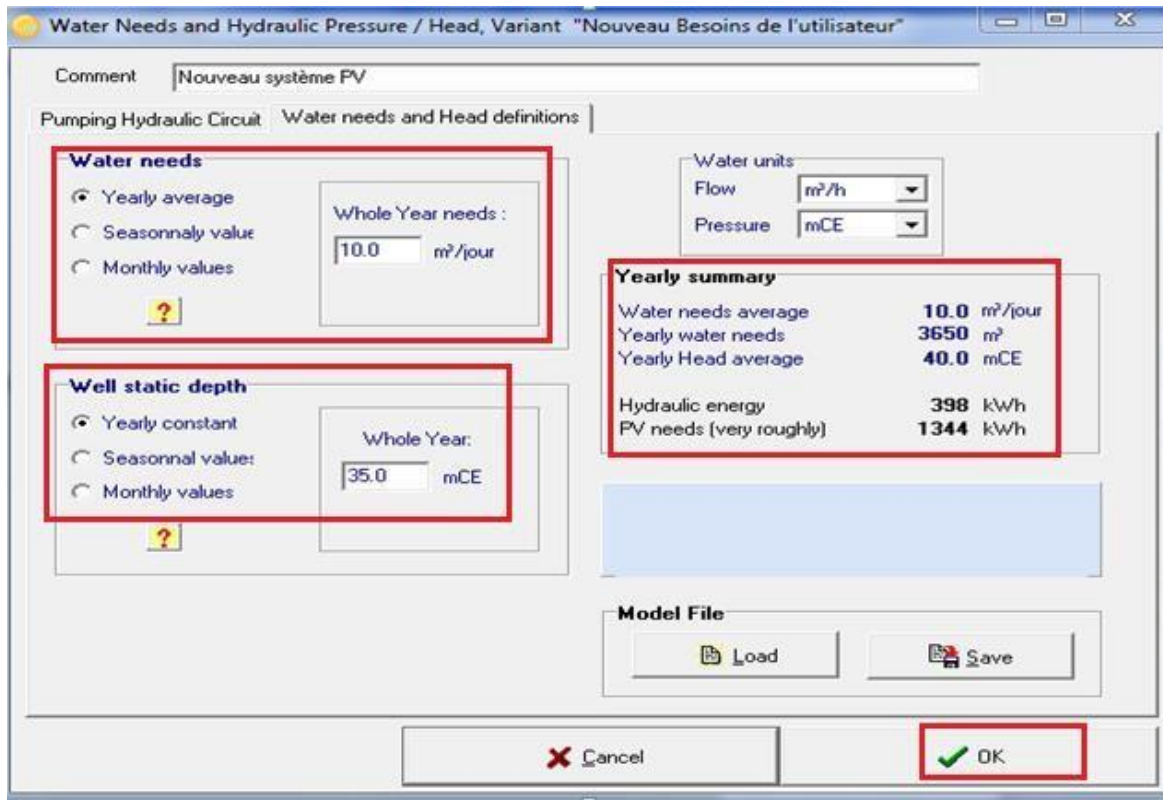 Water Needs and Hydraulic Pressure / Head, Variant "Nouveau Besoins de l'utilisateur"
Comment Nouveau système PV
Pumping Hydraulic Circuit Water needs and Head definitions
Water needs
Yearly average
Seasonnaly value
Monthly values
?
Whole Year needs :
10.0 m³/jour
Well static depth
Yearly constant
Seasonnal values
Monthly values
?
Whole Year:
35.0 mCE
Water units
Flow m³/h
Pressure mCE
Yearly summary
Water needs average 10.0 m³/jour
Yearly water needs 3650 m³
Yearly Head average 40.0 mCE
Hydraulic energy 398 kWh
PV needs (very roughly) 1344 kWh
Model File
Load Save
Cancel OK